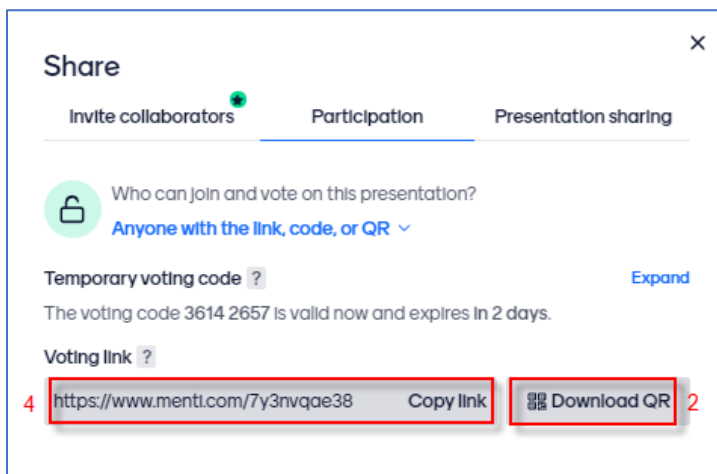 Share
Invite collaborators Participation Presentation sharing
Who can join and vote on this presentation?
Anyone with the link, code, or QR
Temporary voting code ? Expand
The voting code 3614 2657 is valid now and expires in 2 days.
Voting link ?
4 https://www.menti.com/7y3nvqae38 Copy link Download QR 2